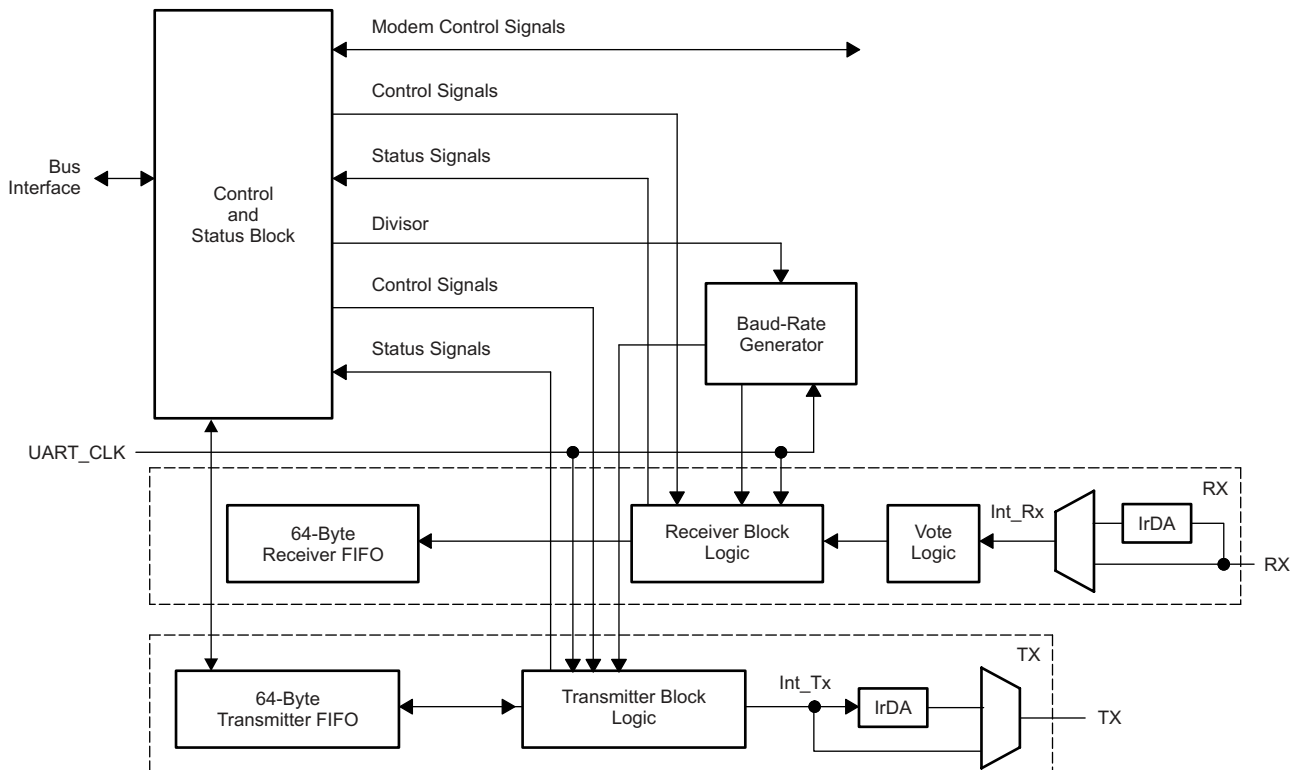 Modem Control Signals
Control Signals
Bus
Interface
Status Signals
Control
and
Status Block
Divisor
Control Signals
Baud-Rate
Generator
Status Signals
UART_CLK
RX
64-Byte
Receiver FIFO
Receiver Block
Logic
Vote
Logic
Int_Rx
IrDA
RX
TX
64-Byte
Transmitter FIFO
Transmitter Block
Logic
Int_Tx
IrDA
TX